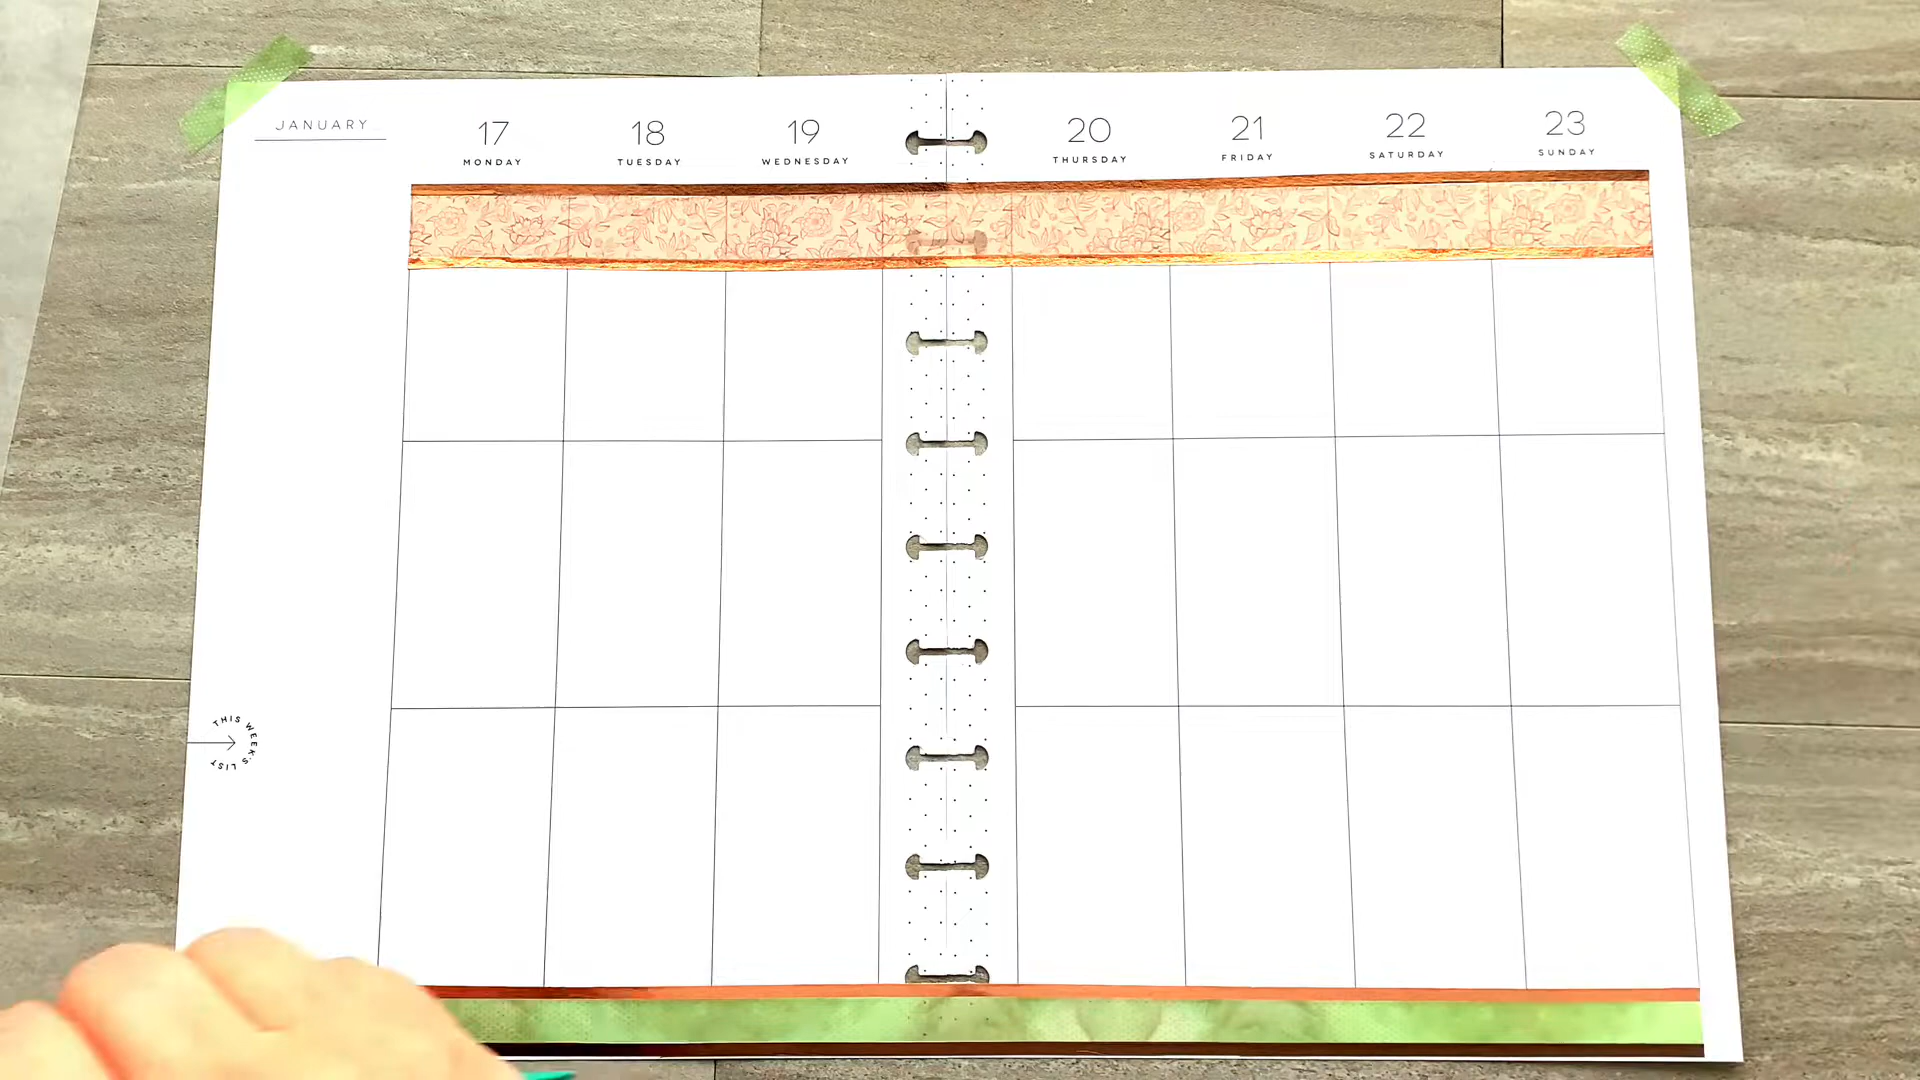 JANUARY
17 18 19 20 21 22 23
MONDAY TUESDAY WEDNESDAY THURSDAY FRIDAY SATURDAY SUNDAY
THIS WEEK'S LIST